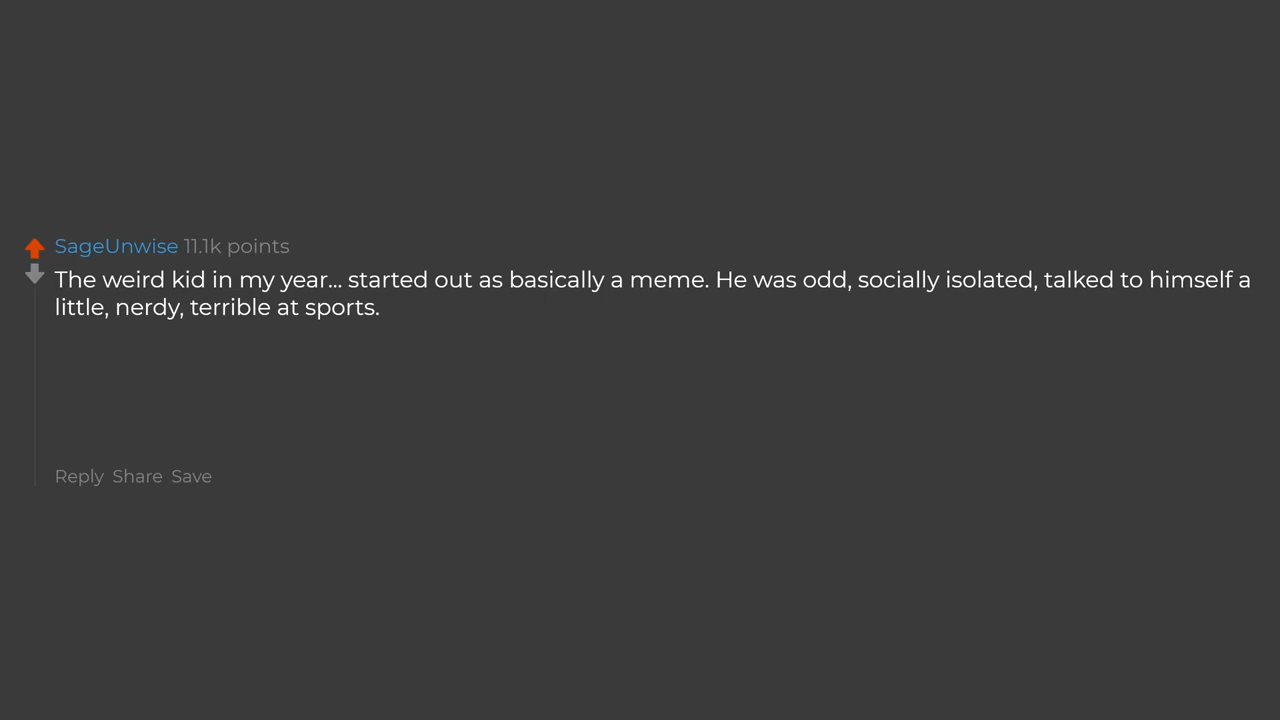 SageUnwise 11.1k points
The weird kid in my year... started out as basically a meme. He was odd, socially isolated, talked to himself a
little, nerdy, terrible at sports.
Reply Share Save